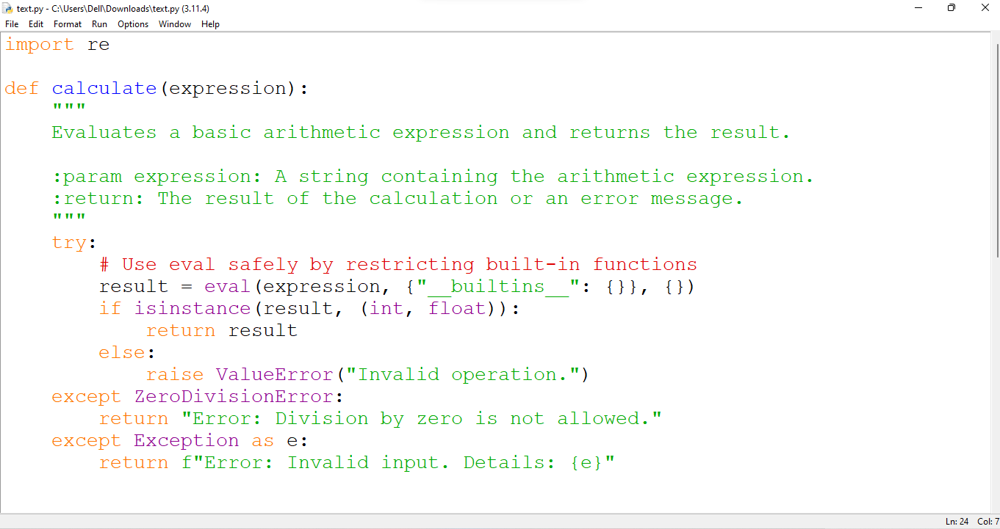 text.py - C:\Users\Dell\Downloads\text.py (3.11.4)
File Edit Format Run Options Window Help
import re
def calculate(expression):
    """
    Evaluates a basic arithmetic expression and returns the result.
    :param expression: A string containing the arithmetic expression.
    :return: The result of the calculation or an error message.
    """
    try:
        # Use eval safely by restricting built-in functions
        result = eval(expression, {"__builtins__": {}}, {})
        if isinstance(result, (int, float)):
            return result
        else:
            raise ValueError("Invalid operation.")
    except ZeroDivisionError:
        return "Error: Division by zero is not allowed."
    except Exception as e:
        return f"Error: Invalid input. Details: {e}"
Ln: 24 Col: 7